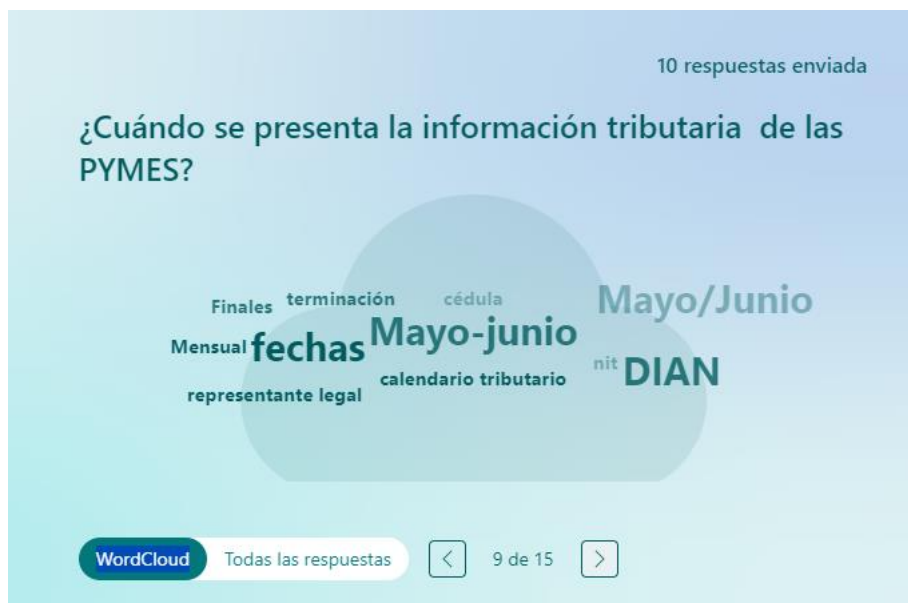 10 respuestas enviada
¿Cuándo se presenta la información tributaria de las
PYMES?
Finales terminación cédula Mayo/Junio
Mensual fechas Mayo-junio nit DIAN
representante legal calendario tributario
WordCloud Todas las respuestas < 9 de 15 >